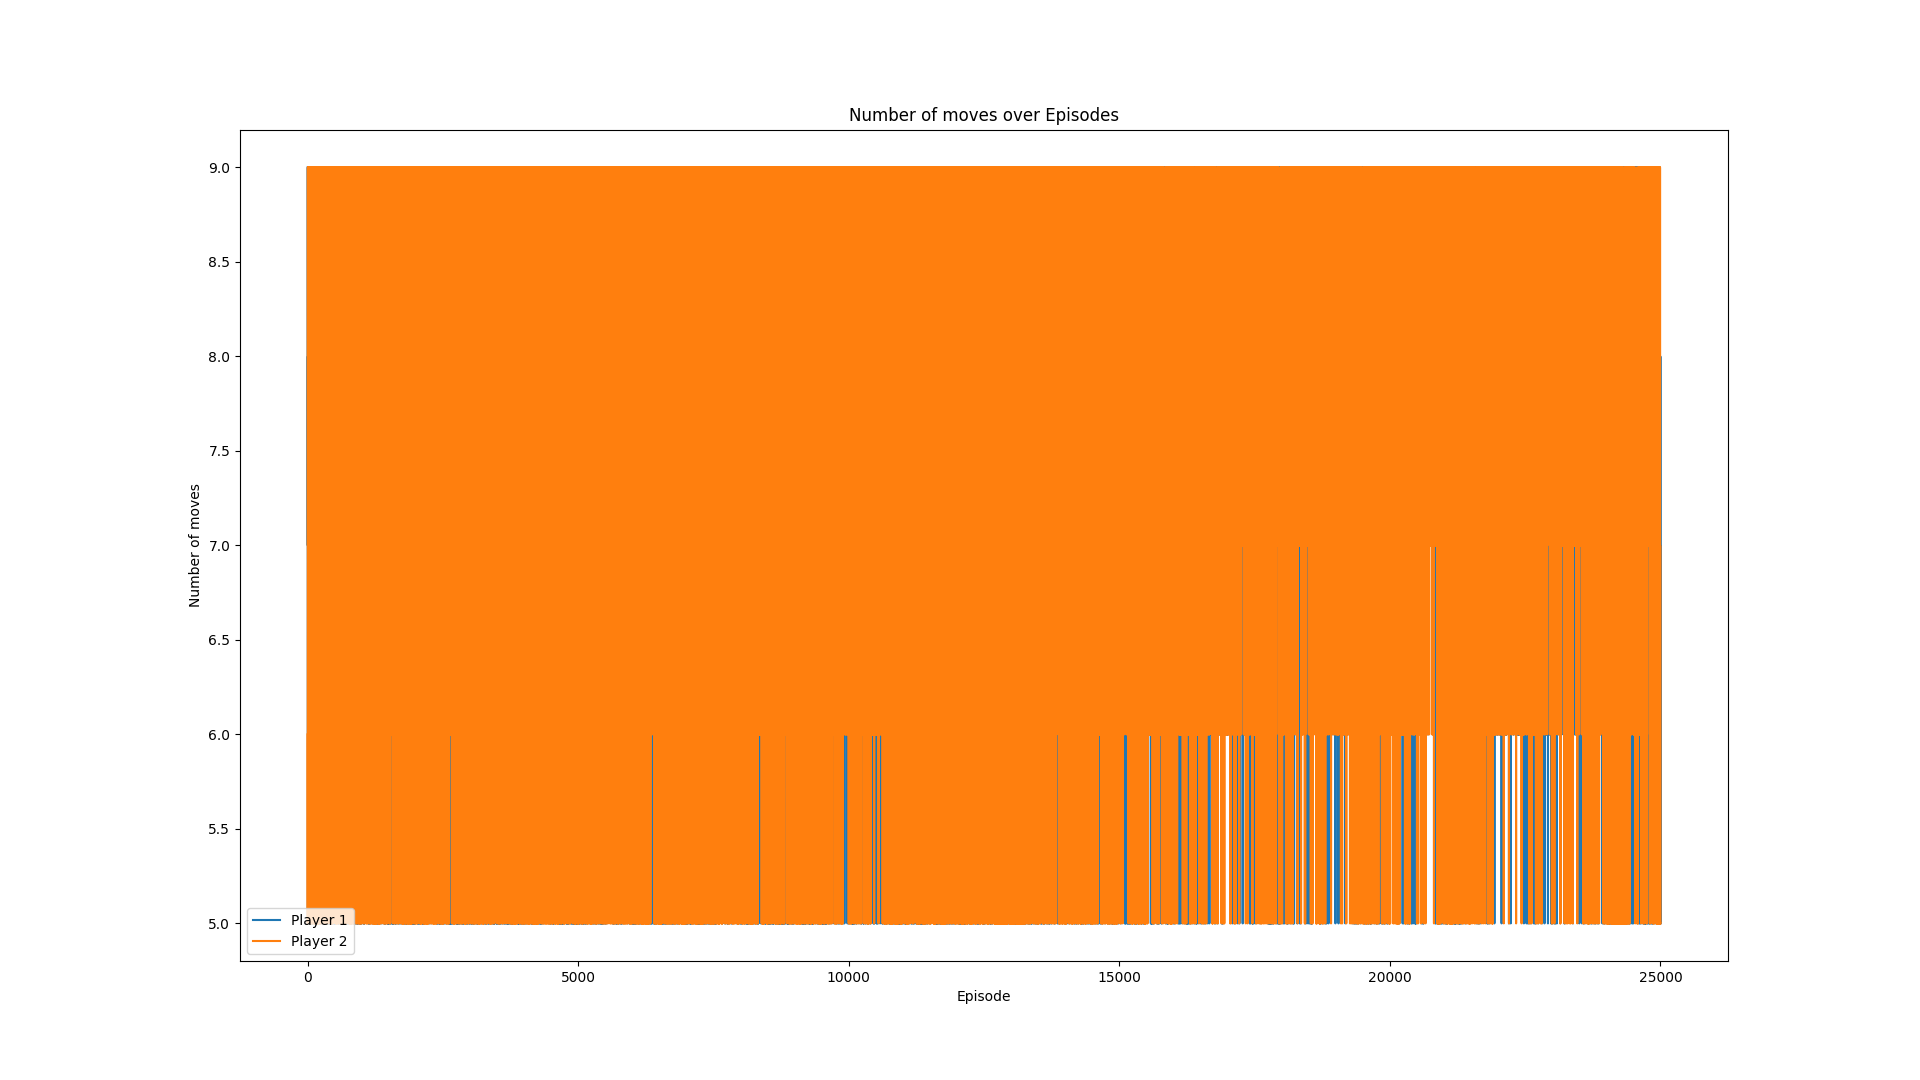 Number of moves over Episodes
9.0
8.5
8.0
7.5
7.0
6.5
6.0
5.5
5.0
Number of moves
Player 1
Player 2
0 5000 10000 15000 20000 25000
Episode